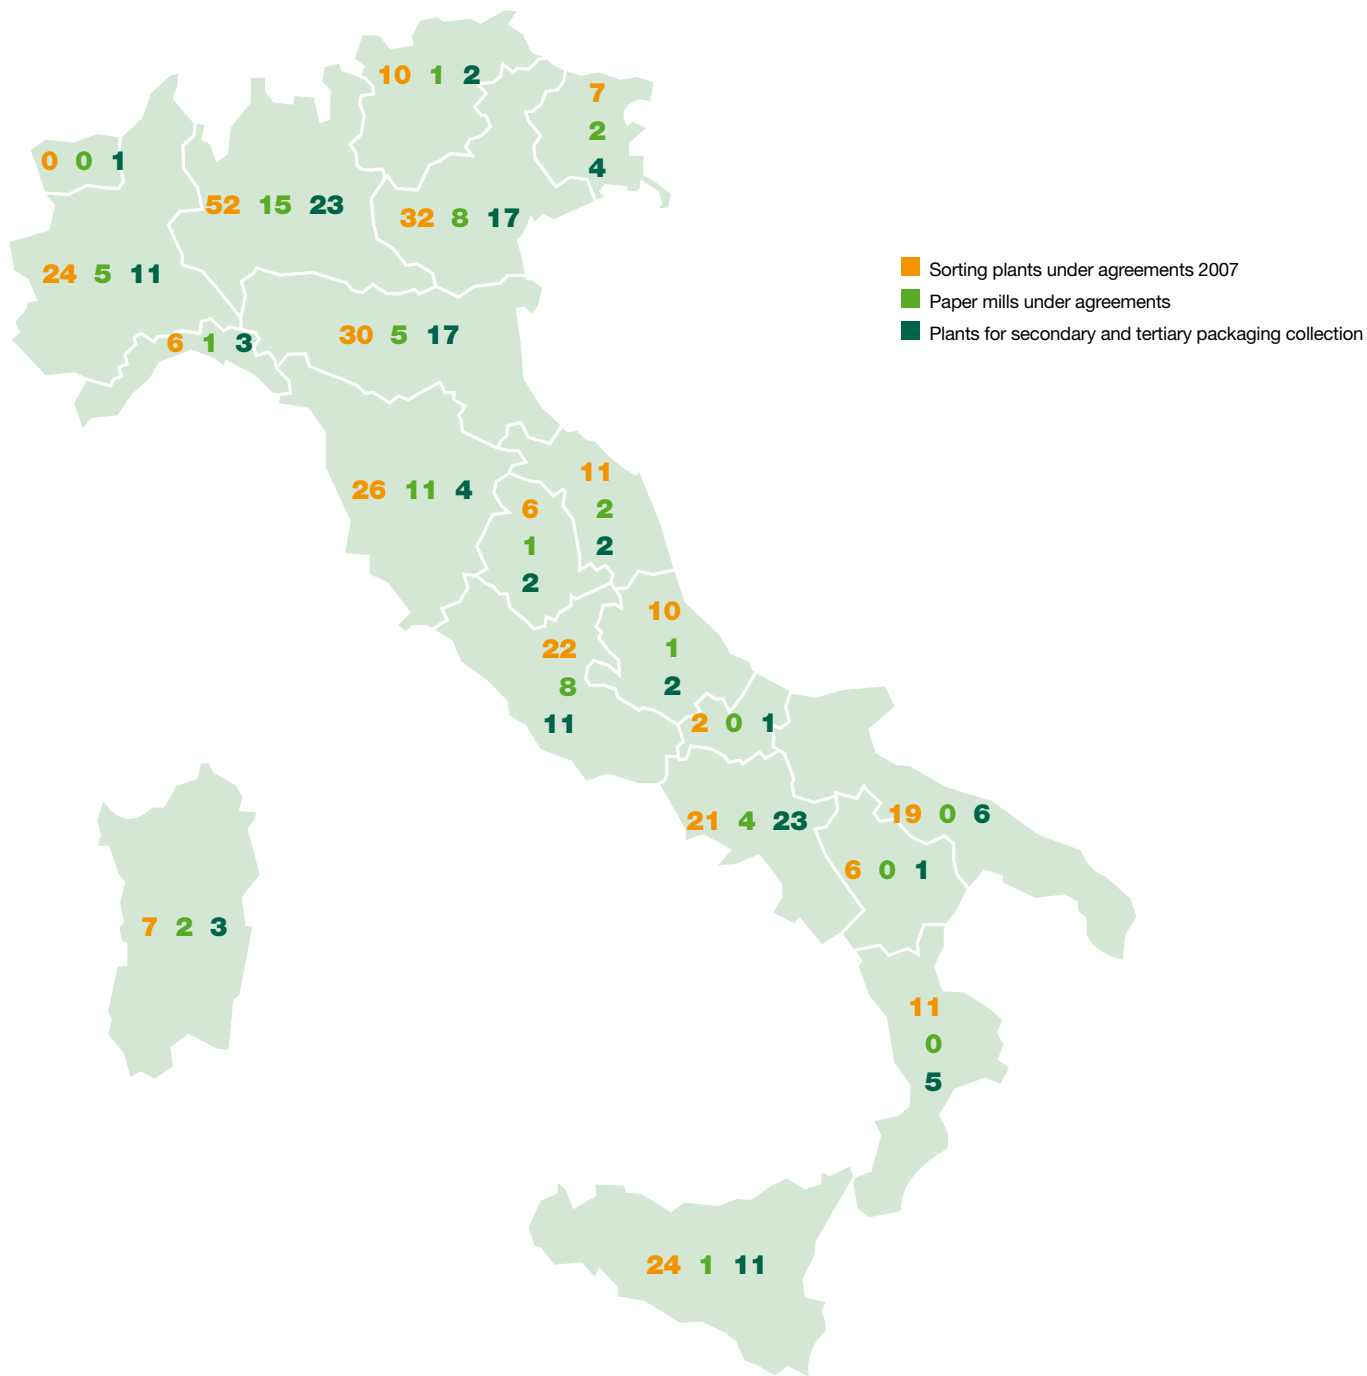 10 1 2
7
2
4
0 0 1
52 15 23
32 8 17
24 5 11
6 1 3
30 5 17
Sorting plants under agreements 2007
Paper mills under agreements
Plants for secondary and tertiary packaging collection
26 11 4
11
2
2
6
1
2
10
1
2
22
8
11
2 0 1
21 4 23
19 0 6
6 0 1
7 2 3
11
0
5
24 1 11